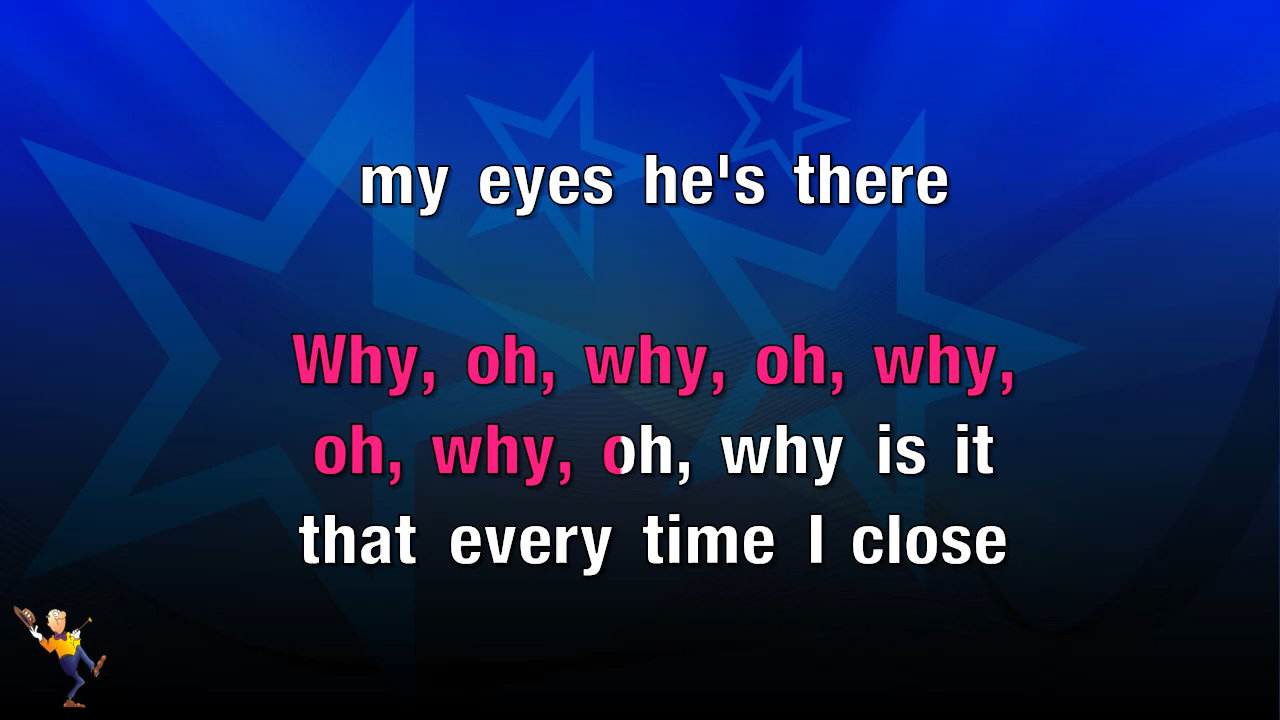 my eyes he's there
Why, oh, why, oh, why,
oh, why, oh, why is it
that every time I close